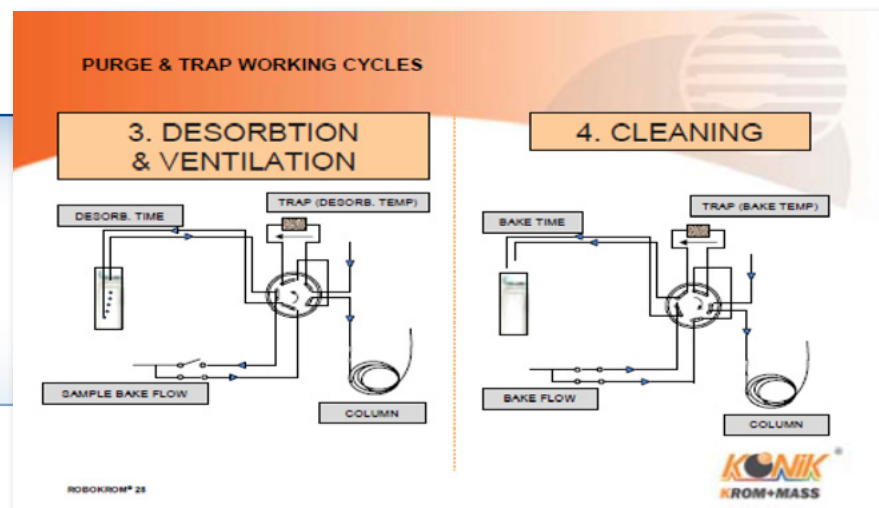 PURGE & TRAP WORKING CYCLES
3. DESORBTION
& VENTILATION
TRAP (DESORB. TEMP)
DESORB. TIME
SAMPLE BAKE FLOW
COLUMN
4. CLEANING
TRAP (BAKE TEMP)
BAKE TIME
BAKE FLOW
COLUMN
ROBOKROM® 28
KONIK®
KROM+MASS